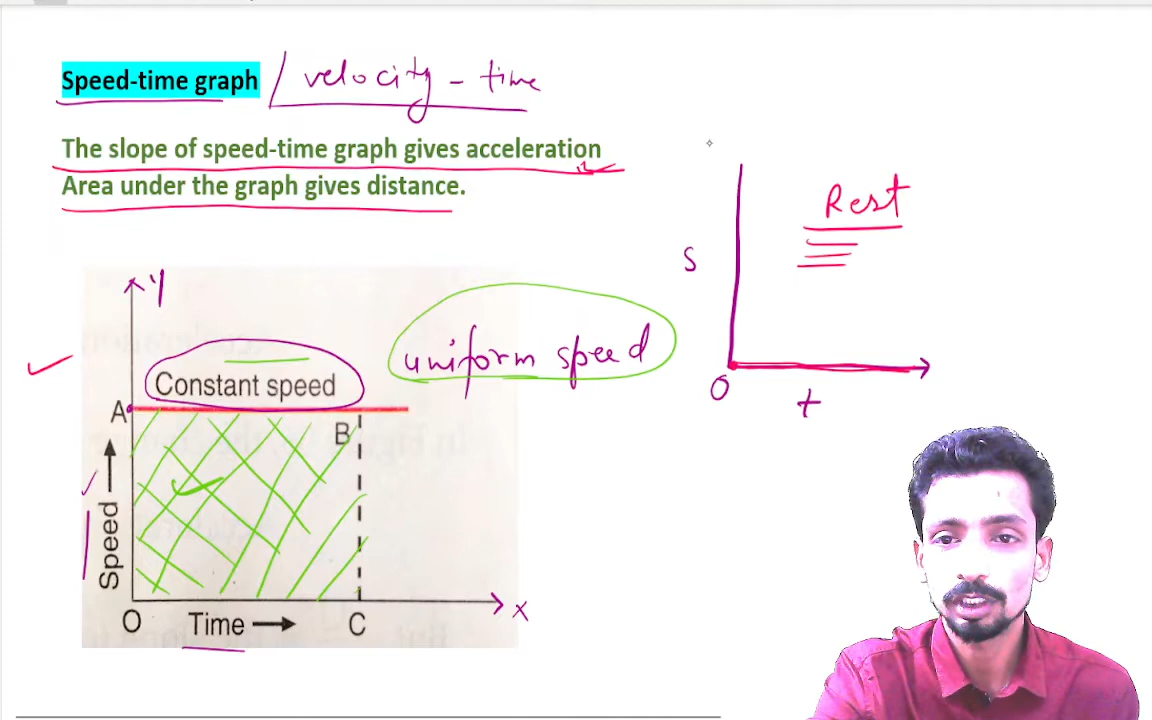 Speed-time graph / velocity - time
The slope of speed-time graph gives acceleration
Area under the graph gives distance.
Rest
S
O
t
Y
uniform speed
Constant speed
A
B
Speed
O
Time
C
X